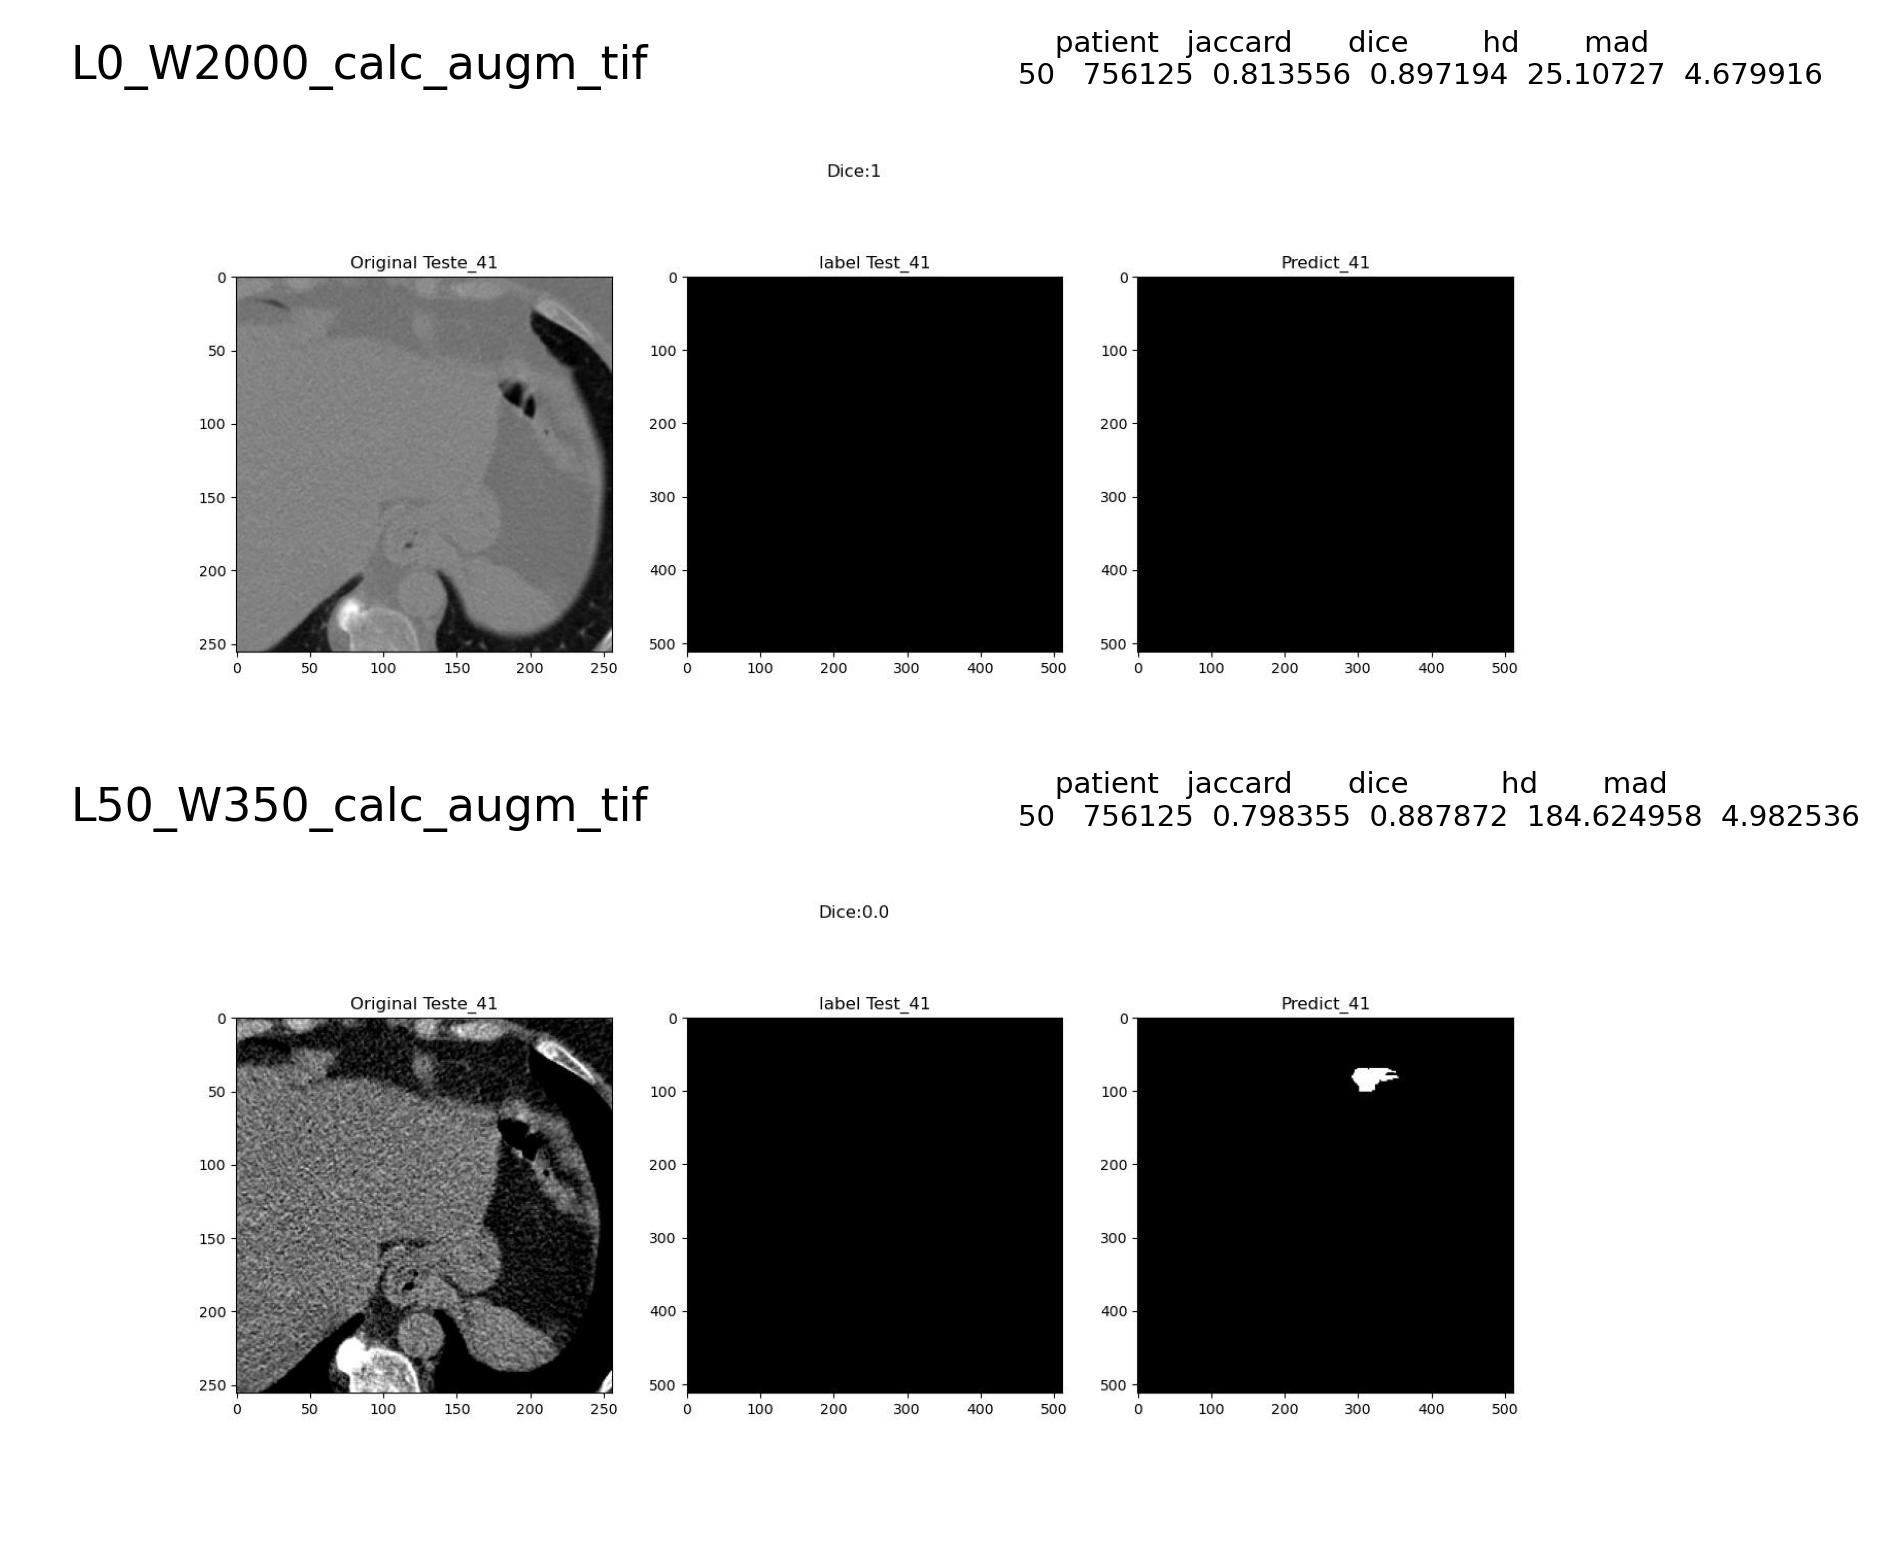 L0_W2000_calc_augm_tif
patient jaccard dice hd mad
50 756125 0.813556 0.897194 25.10727 4.679916
Dice:1
Original Teste_41
label Test_41
Predict_41
0
50
100
150
200
250
0 50 100 150 200 250
0
100
200
300
400
500
0 100 200 300 400 500
0
100
200
300
400
500
0 100 200 300 400 500
L50_W350_calc_augm_tif
patient jaccard dice hd mad
50 756125 0.798355 0.887872 184.624958 4.982536
Dice:0.0
Original Teste_41
label Test_41
Predict_41
0
50
100
150
200
250
0 50 100 150 200 250
0
100
200
300
400
500
0 100 200 300 400 500
0
100
200
300
400
500
0 100 200 300 400 500